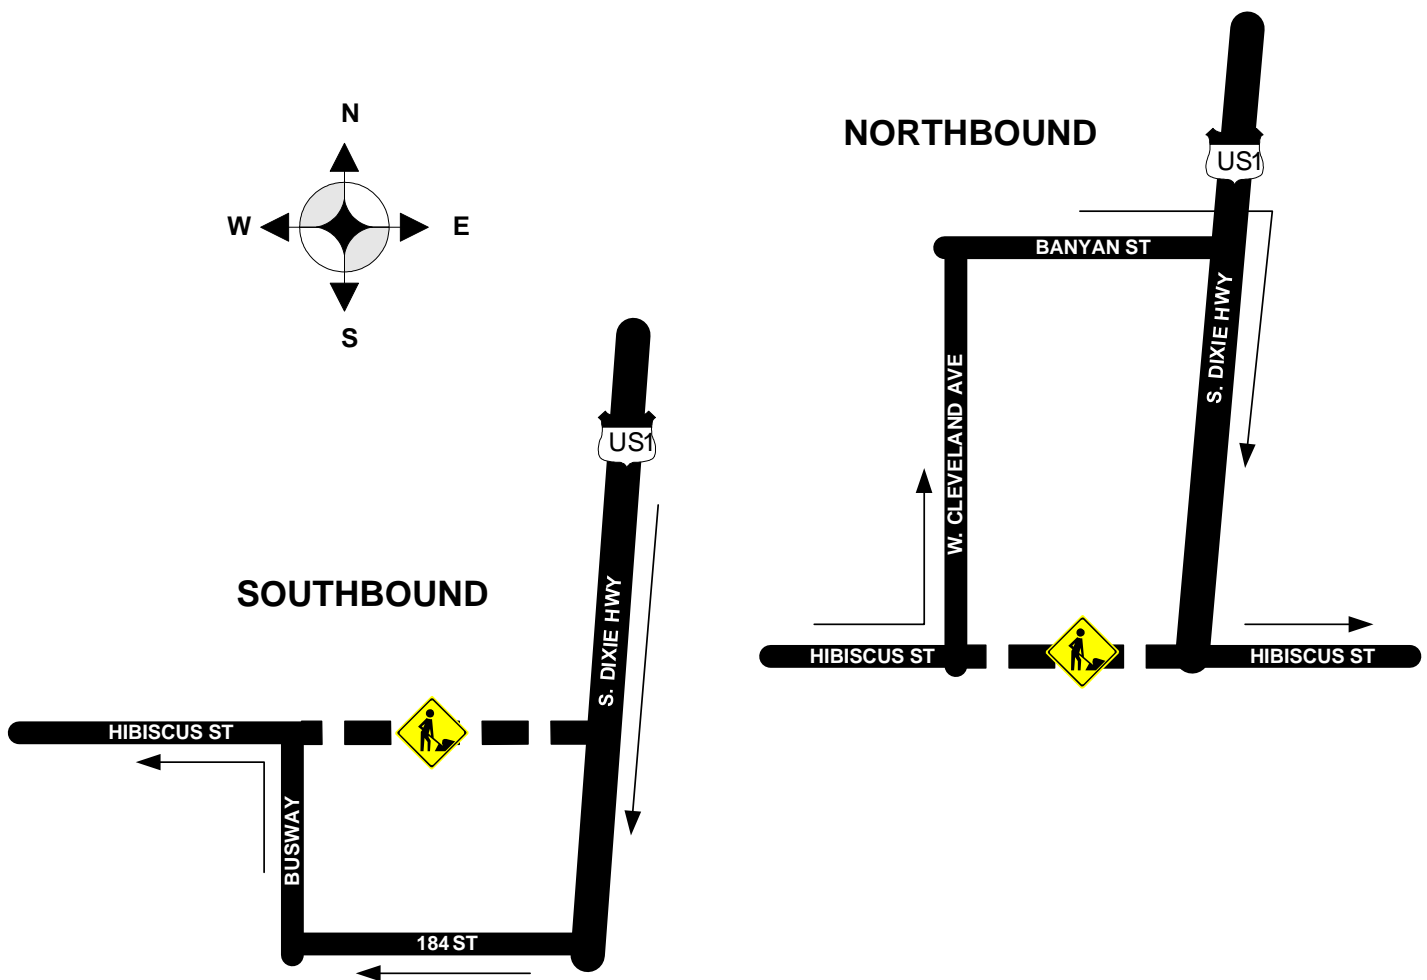 N
W
E
S
NORTHBOUND
US1
BANYAN ST
S. DIXIE HWY
W. CLEVELAND AVE
HIBISCUS ST
HIBISCUS ST
US1
SOUTHBOUND
S. DIXIE HWY
HIBISCUS ST
BUSWAY
184 ST